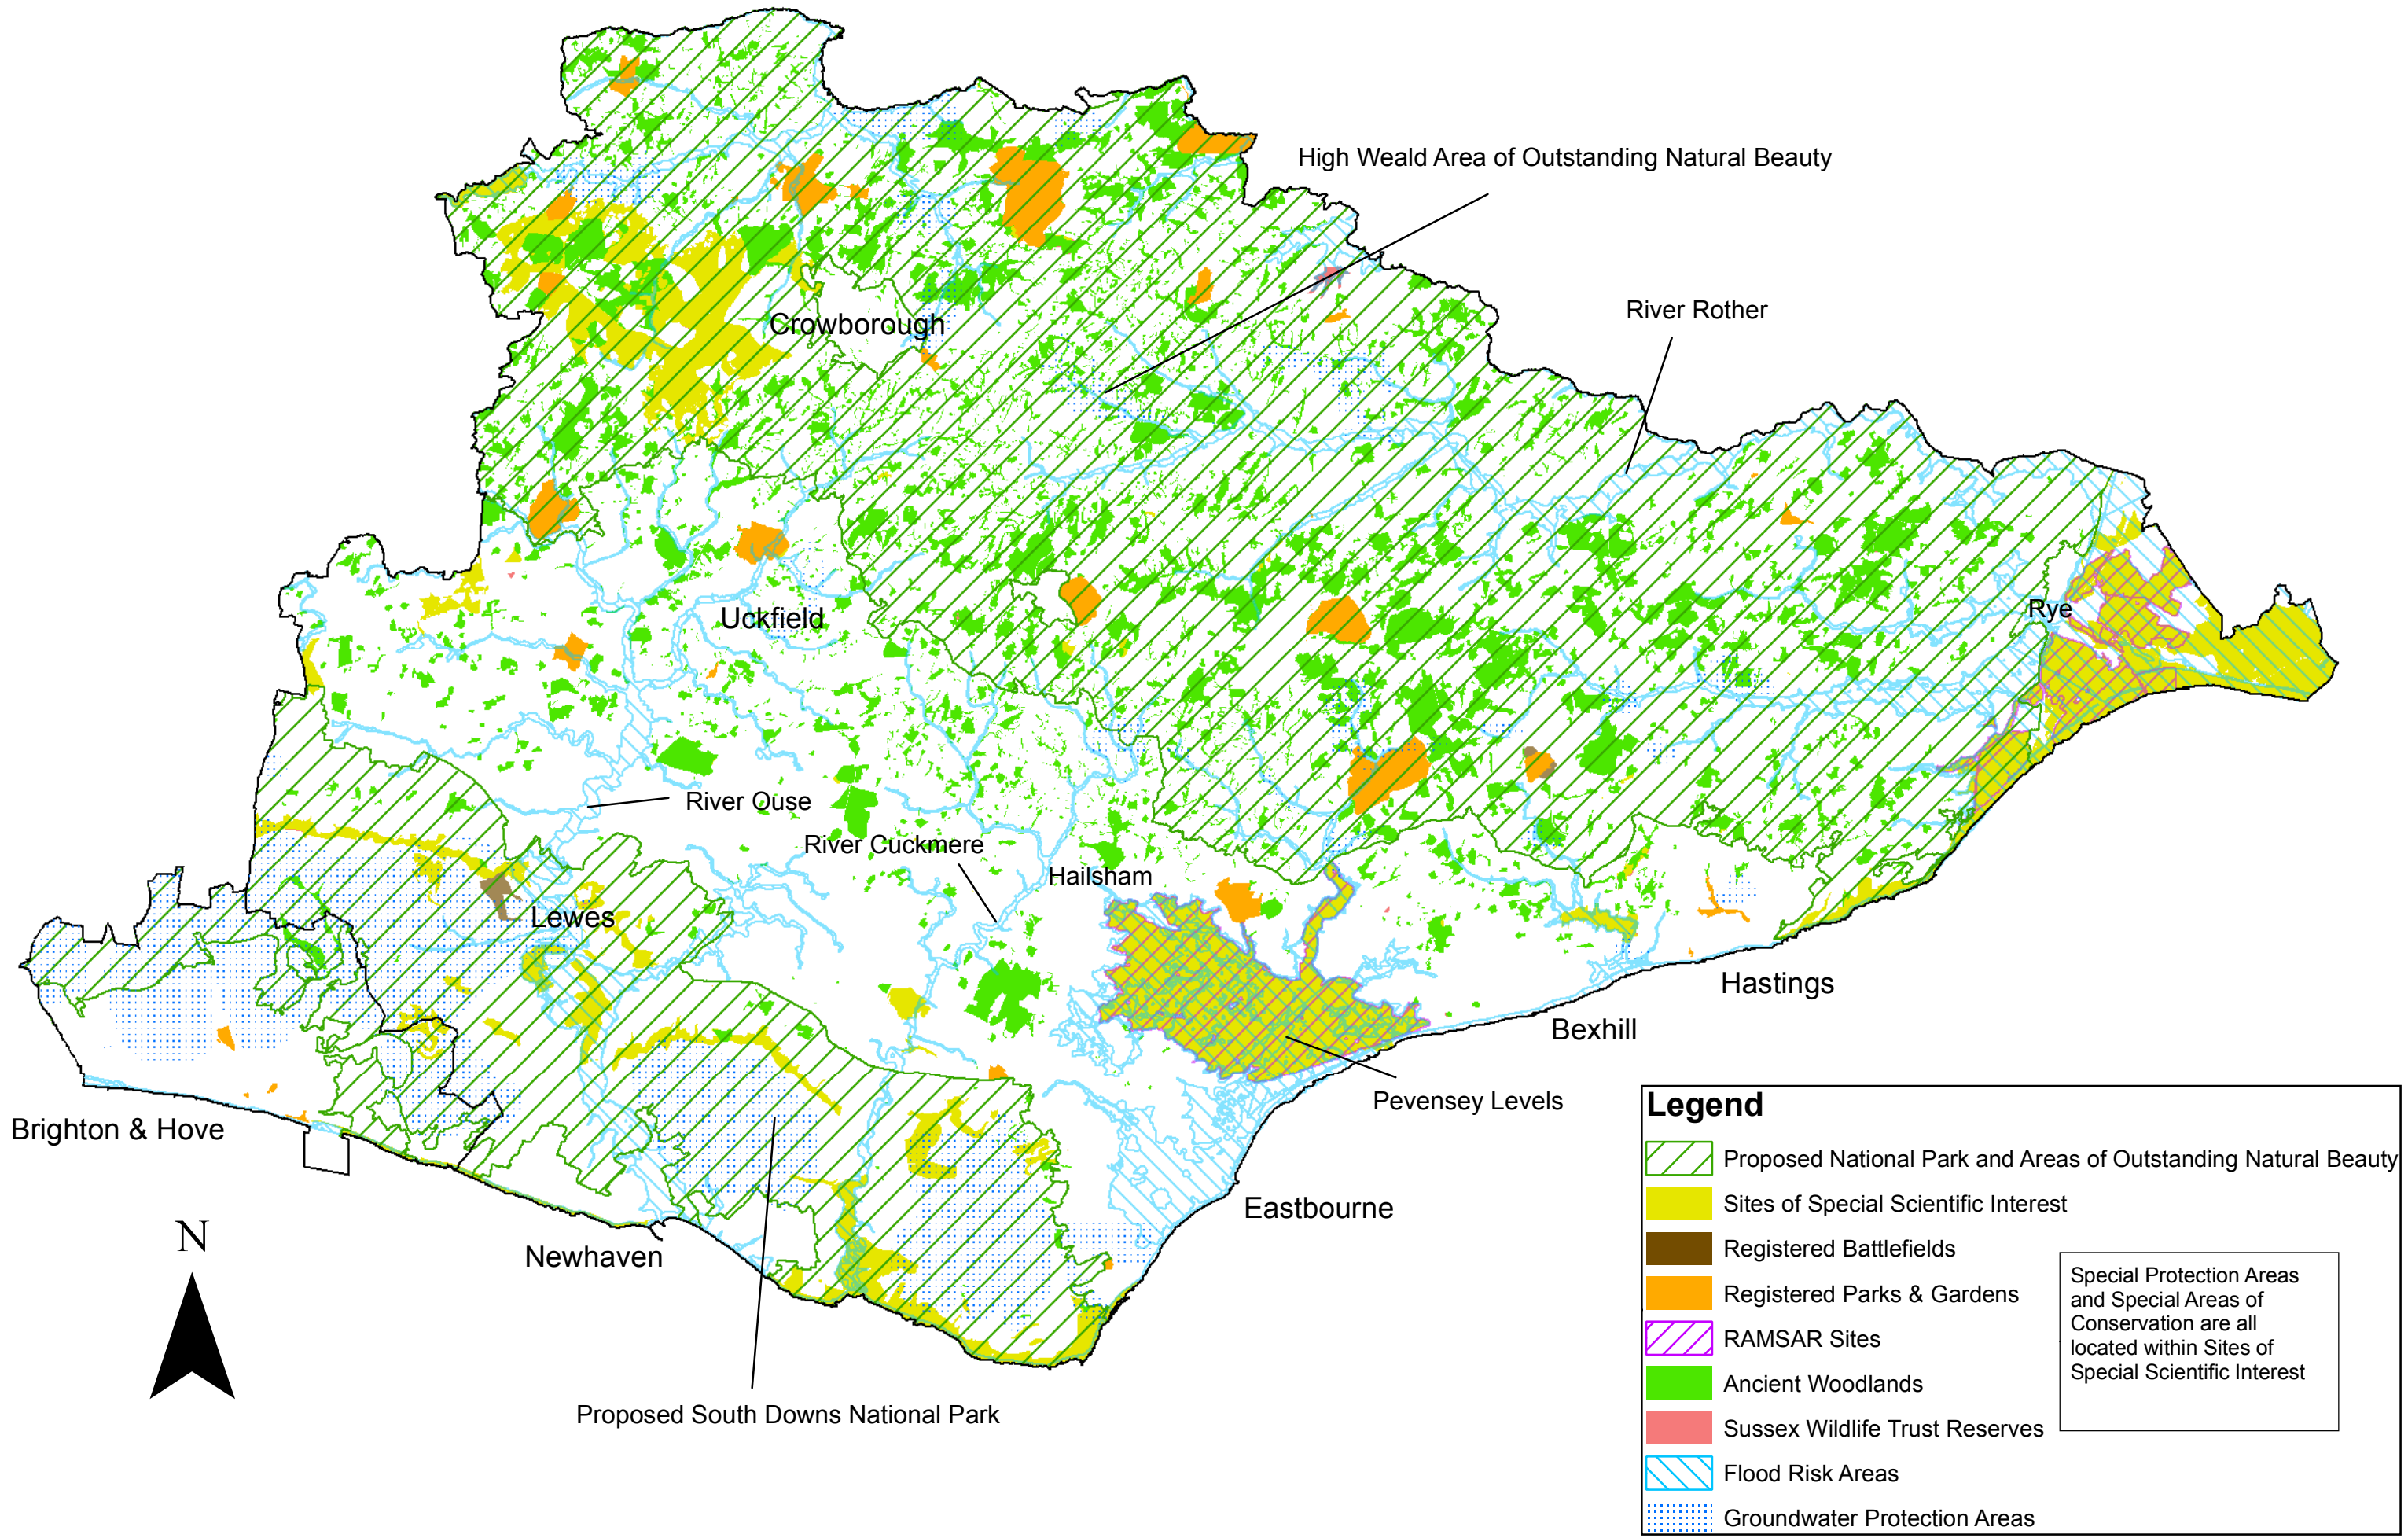 High Weald Area of Outstanding Natural Beauty
River Rother
Crowborough
Rye
Uckfield
River Ouse
River Cuckmere
Hailsham
Lewes
Hastings
Bexhill
Pevensey Levels
Brighton & Hove
Eastbourne
Newhaven
N
Proposed South Downs National Park
Legend
Proposed National Park and Areas of Outstanding Natural Beauty
Sites of Special Scientific Interest
Registered Battlefields
Registered Parks & Gardens
RAMSAR Sites
Ancient Woodlands
Sussex Wildlife Trust Reserves
Flood Risk Areas
Groundwater Protection Areas
Special Protection Areas
and Special Areas of
Conservation are all
located within Sites of
Special Scientific Interest